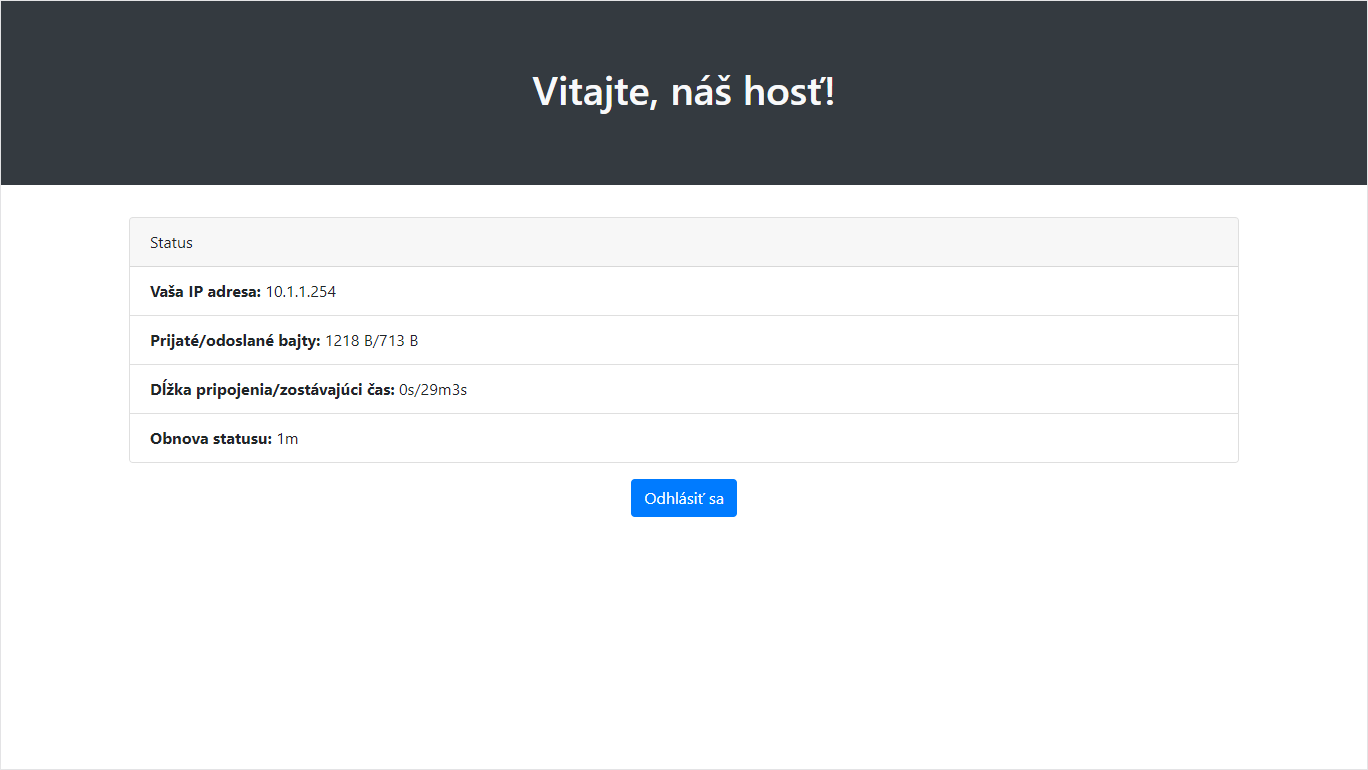 Vitajte, náš hosť!
Status
Vaša IP adresa: 10.1.1.254
Prijaté/odoslané bajty: 1218 B/713 B
Dĺžka pripojenia/zostávajúci čas: 0s/29m3s
Obnova statusu: 1m
Odhlásiť sa